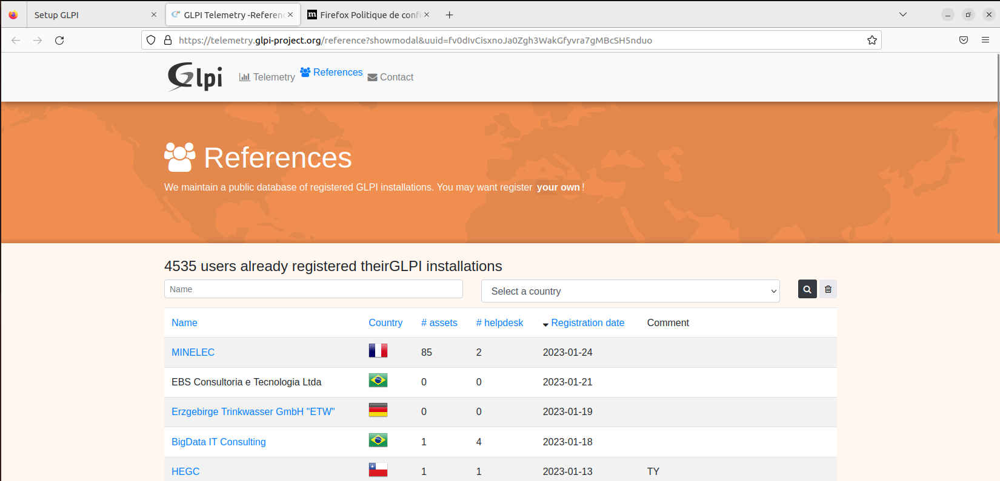 Setup GLPI
GLPI Telemetry -Referenc
Firefox Politique de confi
https://telemetry.glpi-project.org/reference?showmodal&uuid=fv0dIvCisxnoJa0Zgh3WakGfyvra7gMBcSH5nduo
Glpi
Telemetry
References
Contact
References
We maintain a public database of registered GLPI installations. You may want register your own !
4535 users already registered theirGLPI installations
Name
Select a country
Name Country # assets # helpdesk Registration date Comment
MINELEC 85 2 2023-01-24
EBS Consultoria e Tecnologia Ltda 0 0 2023-01-21
Erzgebirge Trinkwasser GmbH "ETW" 0 0 2023-01-19
BigData IT Consulting 1 4 2023-01-18
HEGC 1 1 2023-01-13 TY